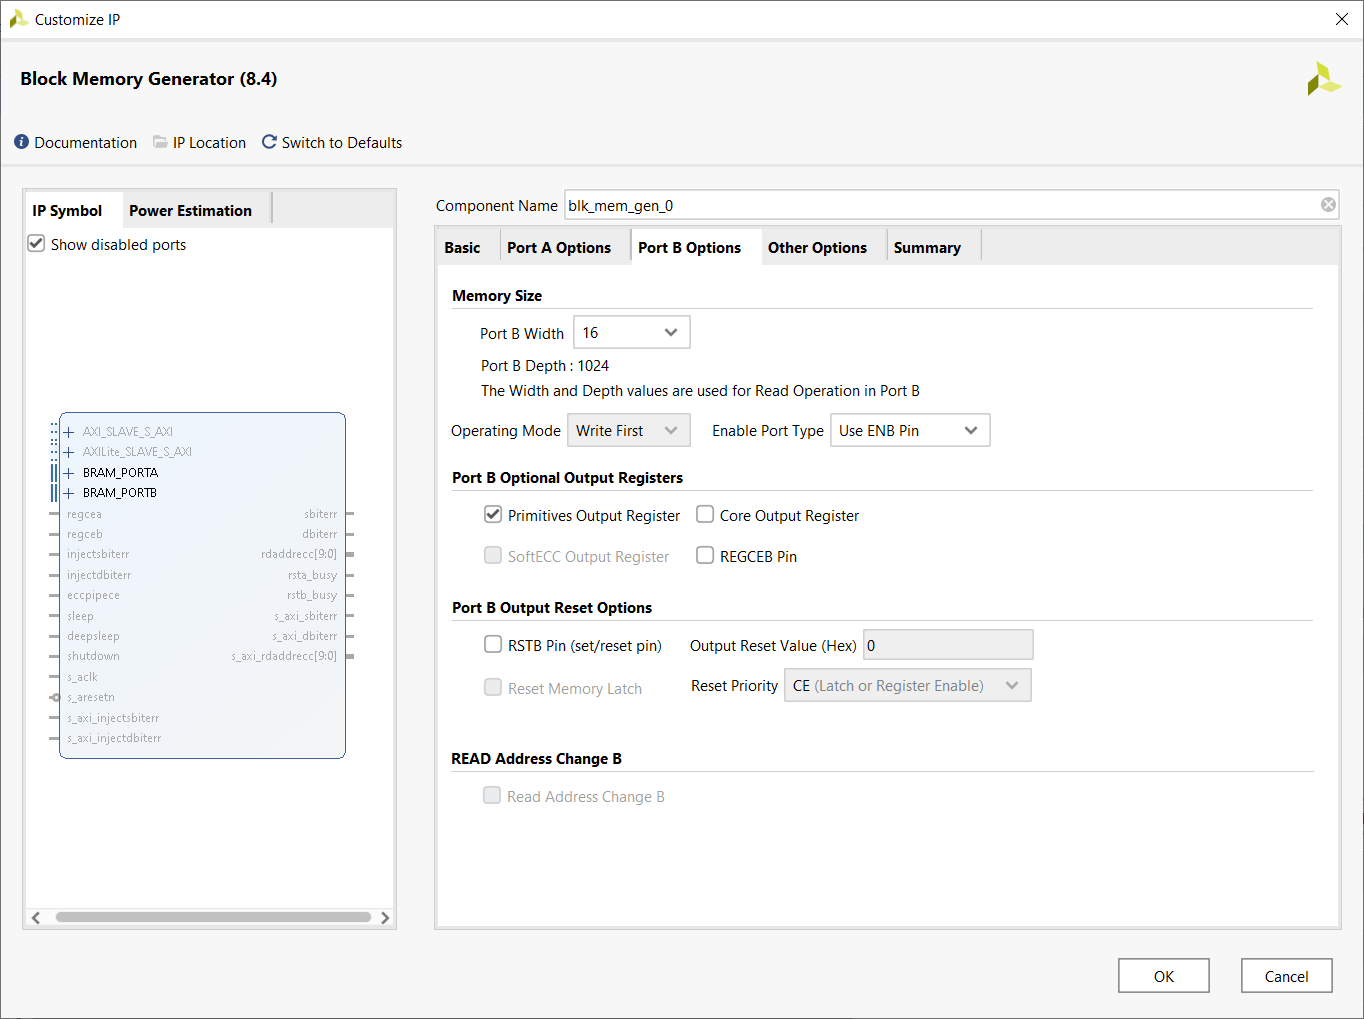 Customize IP
Block Memory Generator (8.4)
Documentation IP Location Switch to Defaults
IP Symbol Power Estimation
Show disabled ports
AXI_SLAVE_S_AXI
AXILite_SLAVE_S_AXI
BRAM_PORTA
BRAM_PORTB
regcea sbiterr
regceb dbiterr
injectsbiterr rdaddrecc[9:0]
injectdbiterr rsta_busy
eccpipece rstb_busy
sleep s_axi_sbiterr
deepsleep s_axi_dbiterr
shutdown s_axi_rdaddrecc[9:0]
s_aclk
s_aresetn
s_axi_injectsbiterr
s_axi_injectdbiterr
Component Name blk_mem_gen_0
Basic Port A Options Port B Options Other Options Summary
Memory Size
Port B Width 16
Port B Depth : 1024
The Width and Depth values are used for Read Operation in Port B
Operating Mode Write First Enable Port Type Use ENB Pin
Port B Optional Output Registers
Primitives Output Register Core Output Register
SoftECC Output Register REGCEB Pin
Port B Output Reset Options
RSTB Pin (set/reset pin) Output Reset Value (Hex) 0
Reset Memory Latch Reset Priority CE (Latch or Register Enable)
READ Address Change B
Read Address Change B
OK Cancel